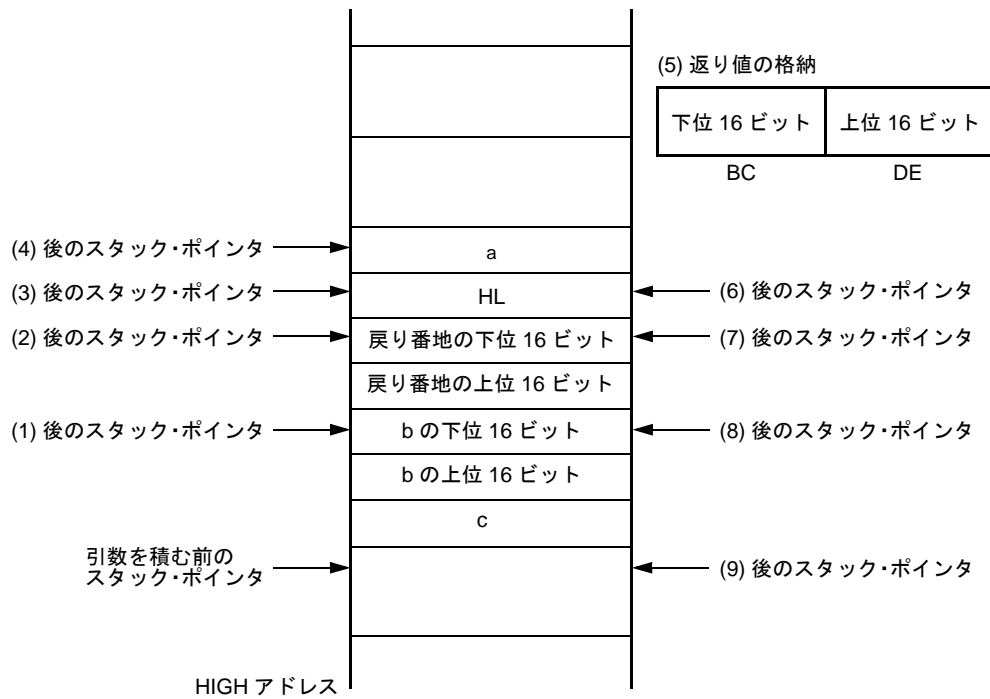 (5) 返り値の格納
下位 16 ビット
上位 16 ビット
BC
DE
(4) 後のスタック・ポインタ
a
(3) 後のスタック・ポインタ
HL
(6) 後のスタック・ポインタ
(2) 後のスタック・ポインタ
戻り番地の下位 16 ビット
(7) 後のスタック・ポインタ
戻り番地の上位 16 ビット
(1) 後のスタック・ポインタ
b の下位 16 ビット
(8) 後のスタック・ポインタ
b の上位 16 ビット
c
引数を積む前の
スタック・ポインタ
(9) 後のスタック・ポインタ
HIGH アドレス